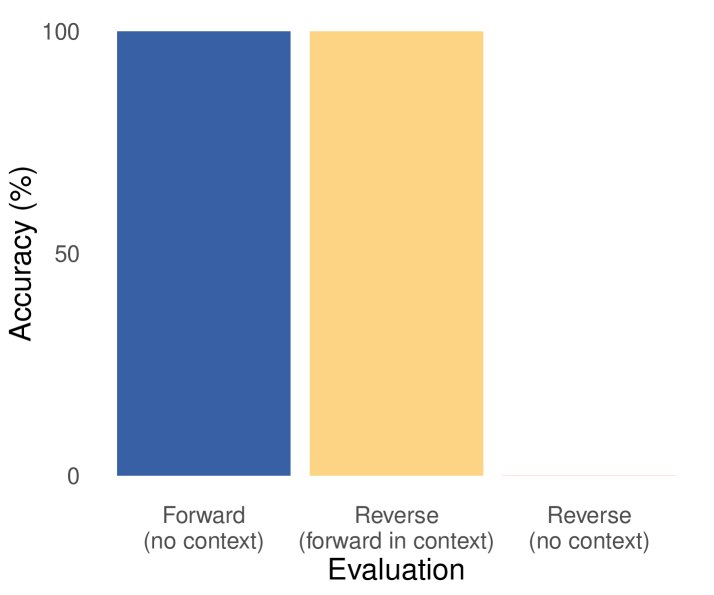 100
50
0
Accuracy (%)
Forward
(no context)
Reverse
(forward in context)
Reverse
(no context)
Evaluation